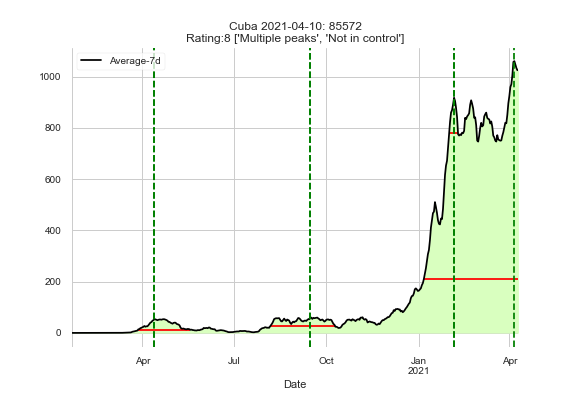 Cuba 2021-04-10: 85572
Rating:8 ['Multiple peaks', 'Not in control']
Average-7d
1000
800
600
400
200
0
Apr Jul Oct Jan Apr
2021
Date